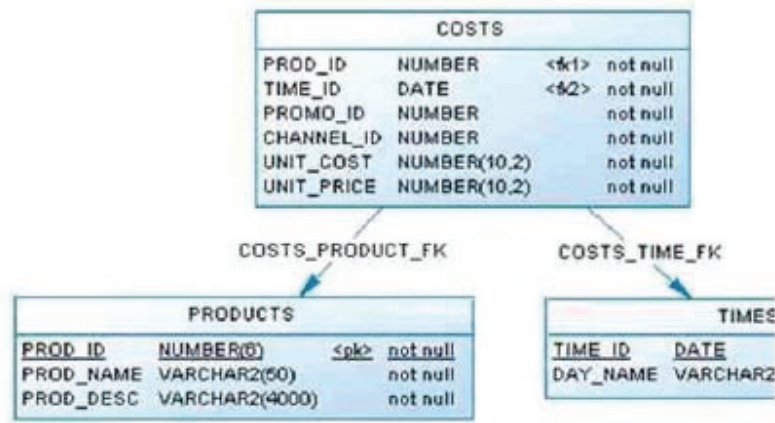 COSTS
PROD_ID NUMBER <fk1> not null
TIME_ID DATE <fk2> not null
PROMO_ID NUMBER not null
CHANNEL_ID NUMBER not null
UNIT_COST NUMBER(10,2) not null
UNIT_PRICE NUMBER(10,2) not null
COSTS_PRODUCT_FK COSTS_TIME_FK
PRODUCTS
PROD_ID NUMBER(6) <pk> not null
PROD_NAME VARCHAR2(50) not null
PROD_DESC VARCHAR2(4000) not null
TIMES
TIME_ID DATE
DAY_NAME VARCHAR2